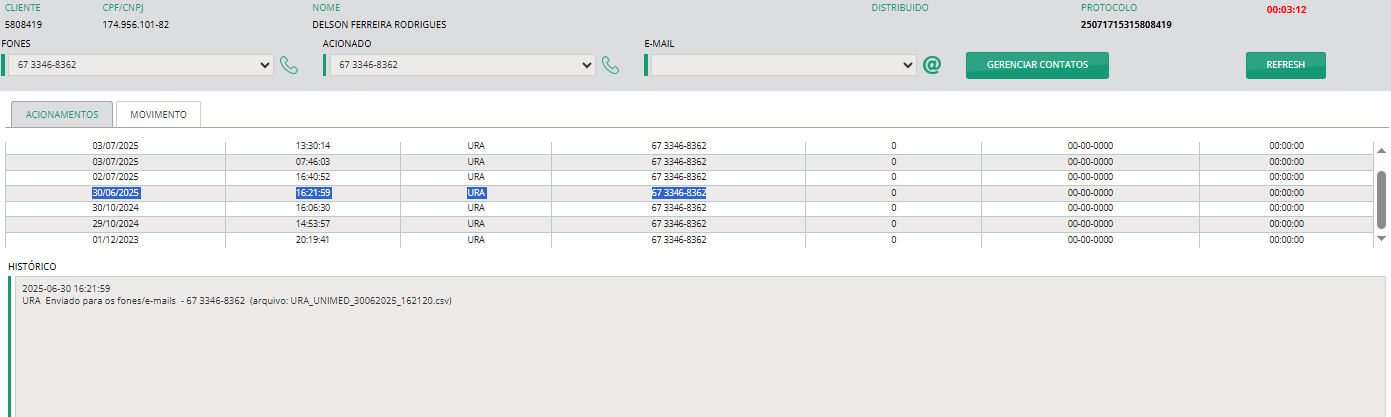 CLIENTE CPF/CNPJ NOME DISTRIBUIDO PROTOCOLO 00:03:12
5808419 174.956.101-82 DELSON FERREIRA RODRIGUES 25071715315808419
FONES ACIONADO E-MAIL
67 3346-8362 67 3346-8362 @ GERENCIAR CONTATOS REFRESH
ACIONAMENTOS MOVIMENTO
03/07/2025 13:30:14 URA 67 3346-8362 0 00-00-0000 00:00:00
03/07/2025 07:46:03 URA 67 3346-8362 0 00-00-0000 00:00:00
02/07/2025 16:40:52 URA 67 3346-8362 0 00-00-0000 00:00:00
30/06/2025 16:21:59 URA 67 3346-8362 0 00-00-0000 00:00:00
30/10/2024 16:06:30 URA 67 3346-8362 0 00-00-0000 00:00:00
29/10/2024 14:53:57 URA 67 3346-8362 0 00-00-0000 00:00:00
01/12/2023 20:19:41 URA 67 3346-8362 0 00-00-0000 00:00:00
HISTÓRICO
2025-06-30 16:21:59
URA Enviado para os fones/e-mails - 67 3346-8362 (arquivo: URA_UNIMED_30062025_162120.csv)